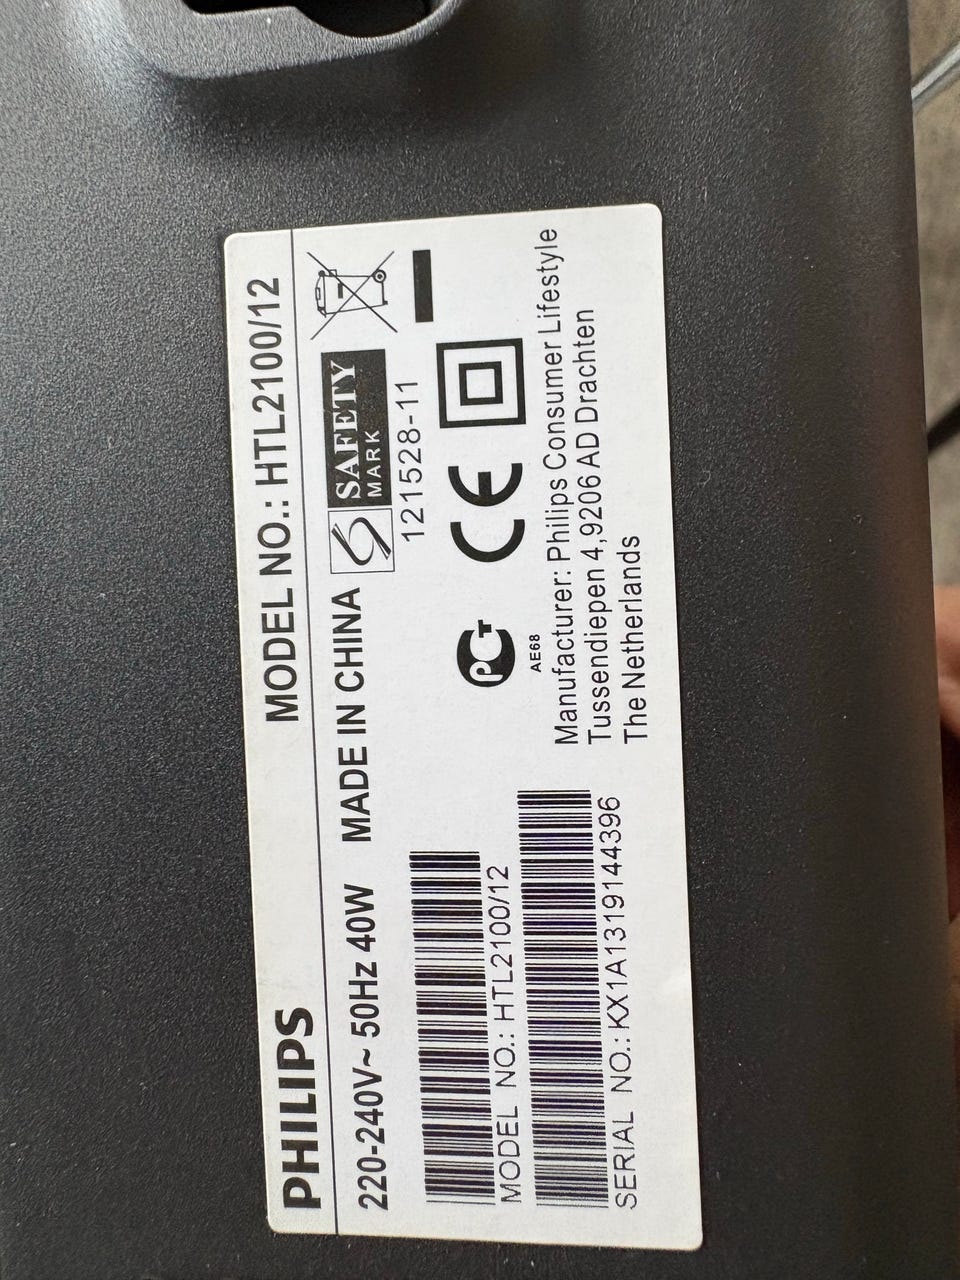 PHILIPS MODEL NO.: HTL2100/12
220-240V~ 50Hz 40W MADE IN CHINA
SAFETY
MARK
121528-11
MODEL NO.: HTL2100/12
PC
CE
AE68
SERIAL NO.: KX1A1319144396
Manufacturer: Philips Consumer Lifestyle
Tussendiepen 4,9206 AD Drachten
The Netherlands